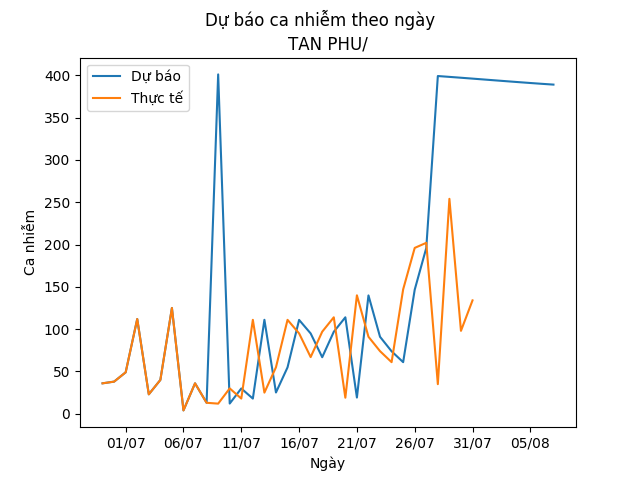 Dự báo ca nhiễm theo ngày
TAN PHU/
Dự báo
Thực tế
400
350
300
250
200
150
100
50
0
Ca nhiễm
01/07 06/07 11/07 16/07 21/07 26/07 31/07 05/08
Ngày